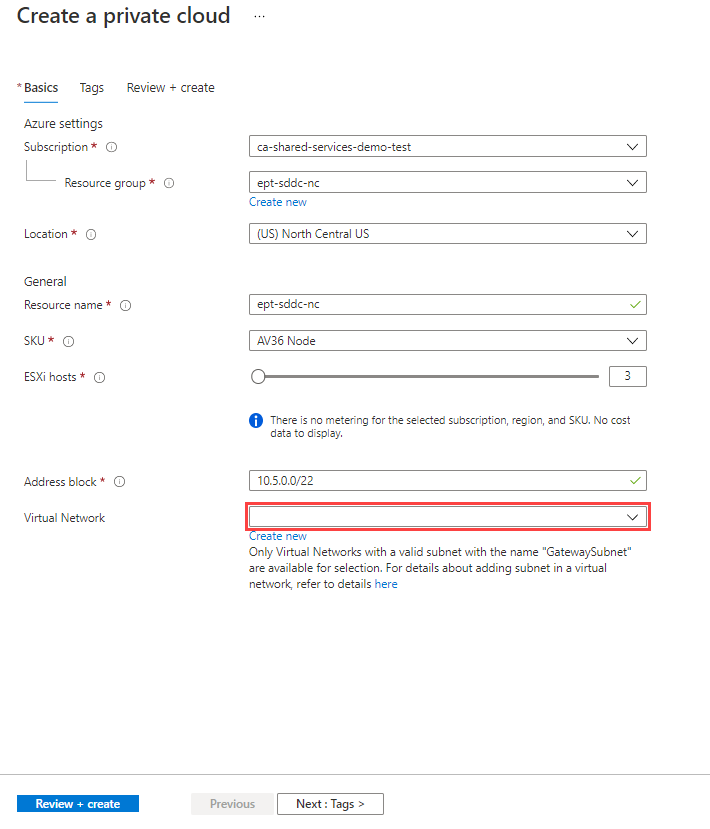 Create a private cloud ...
* Basics Tags Review + create
Azure settings
Subscription * ca-shared-services-demo-test
Resource group * ept-sddc-nc
Create new
Location * (US) North Central US
General
Resource name * ept-sddc-nc
SKU * AV36 Node
ESXi hosts * 3
There is no metering for the selected subscription, region, and SKU. No cost
data to display.
Address block * 10.5.0.0/22
Virtual Network
Create new
Only Virtual Networks with a valid subnet with the name "GatewaySubnet"
are available for selection. For details about adding subnet in a virtual
network, refer to details here
Review + create Previous Next : Tags >